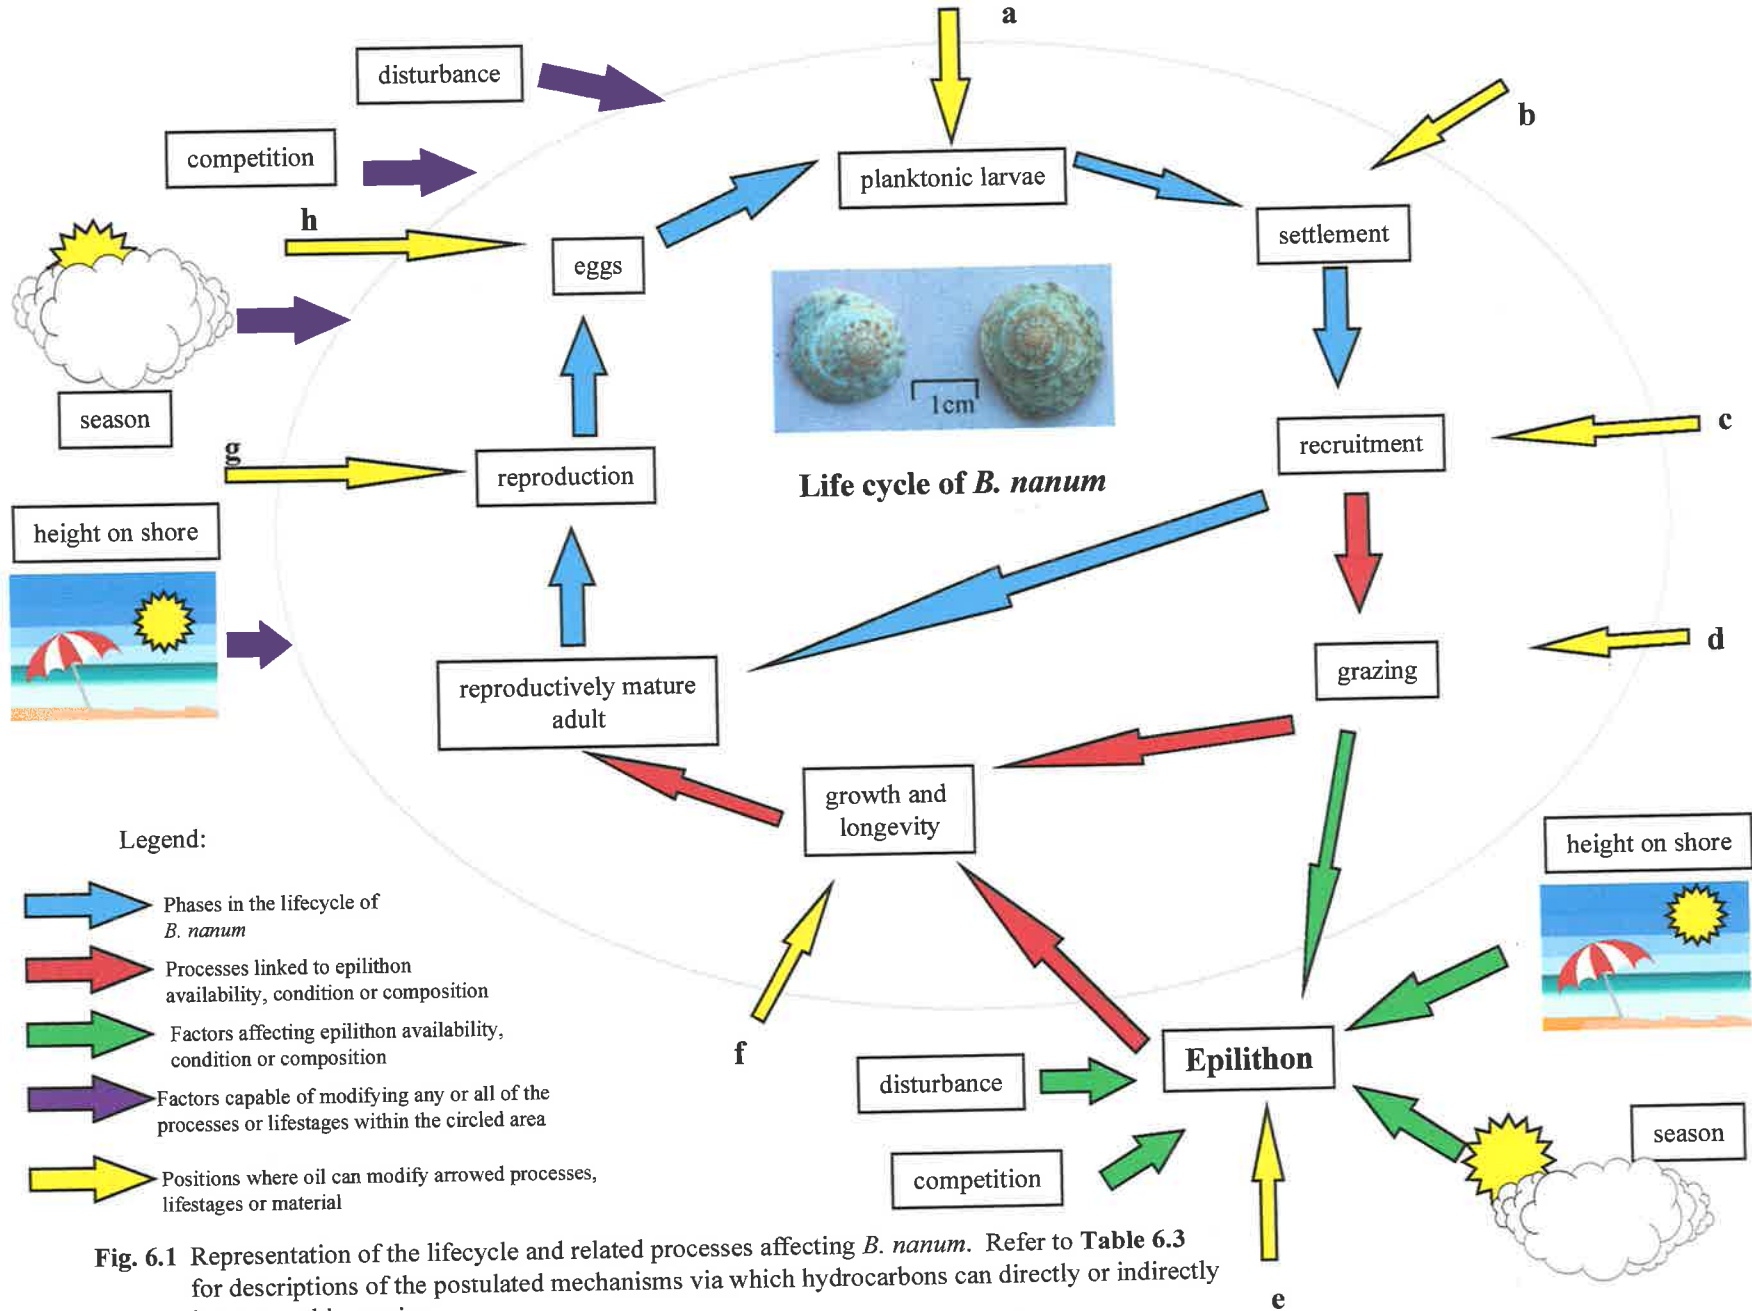 a
disturbance
b
competition
planktonic larvae
h
settlement
eggs
1cm
season
c
recruitment
g
reproduction
Life cycle of B. nanum
height on shore
d
grazing
reproductively mature
adult
growth and
longevity
height on shore
Legend:
Phases in the lifecycle of
B. nanum
Processes linked to epilithon
availability, condition or composition
Factors affecting epilithon availability,
condition or composition
f
Epilithon
disturbance
Factors capable of modifying any or all of the
processes or lifestages within the circled area
season
competition
Positions where oil can modify arrowed processes,
lifestages or material
Fig. 6.1 Representation of the lifecycle and related processes affecting B. nanum. Refer to Table 6.3
for descriptions of the postulated mechanisms via which hydrocarbons can directly or indirectly
e